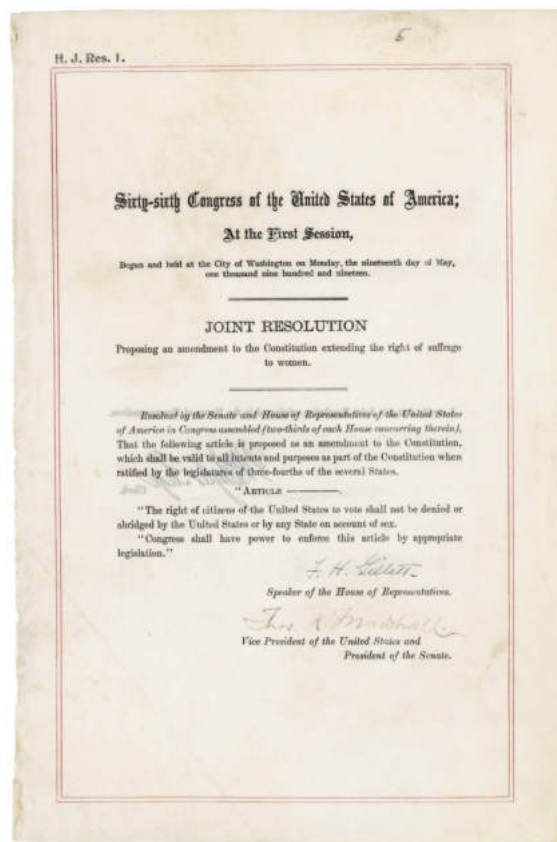 5
H. J. Res. 1.
Sixty-sixth Congress of the United States of America;
At the First Session,
Begun and held at the City of Washington on Monday, the nineteenth day of May,
one thousand nine hundred and nineteen.
JOINT RESOLUTION
Proposing an amendment to the Constitution extending the right of suffrage
to women.
Resolved by the Senate and House of Representatives of the United States
of America in Congress assembled (two-thirds of each House concurring therein),
That the following article is proposed as an amendment to the Constitution,
which shall be valid to all intents and purposes as part of the Constitution when
ratified by the legislatures of three-fourths of the several States.
"ARTICLE ———.
"The right of citizens of the United States to vote shall not be denied or
abridged by the United States or by any State on account of sex.
"Congress shall have power to enforce this article by appropriate
legislation."
F. H. Gillett
Speaker of the House of Representatives.
Thos. R. Marshall
Vice President of the United States and
President of the Senate.